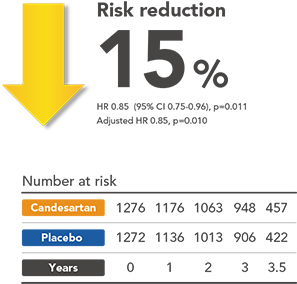 Risk reduction
15%
HR 0.85 (95% CI 0.75-0.96), p=0.011
Adjusted HR 0.85, p=0.010
Number at risk
Candesartan 1276 1176 1063 948 457
Placebo 1272 1136 1013 906 422
Years 0 1 2 3 3.5